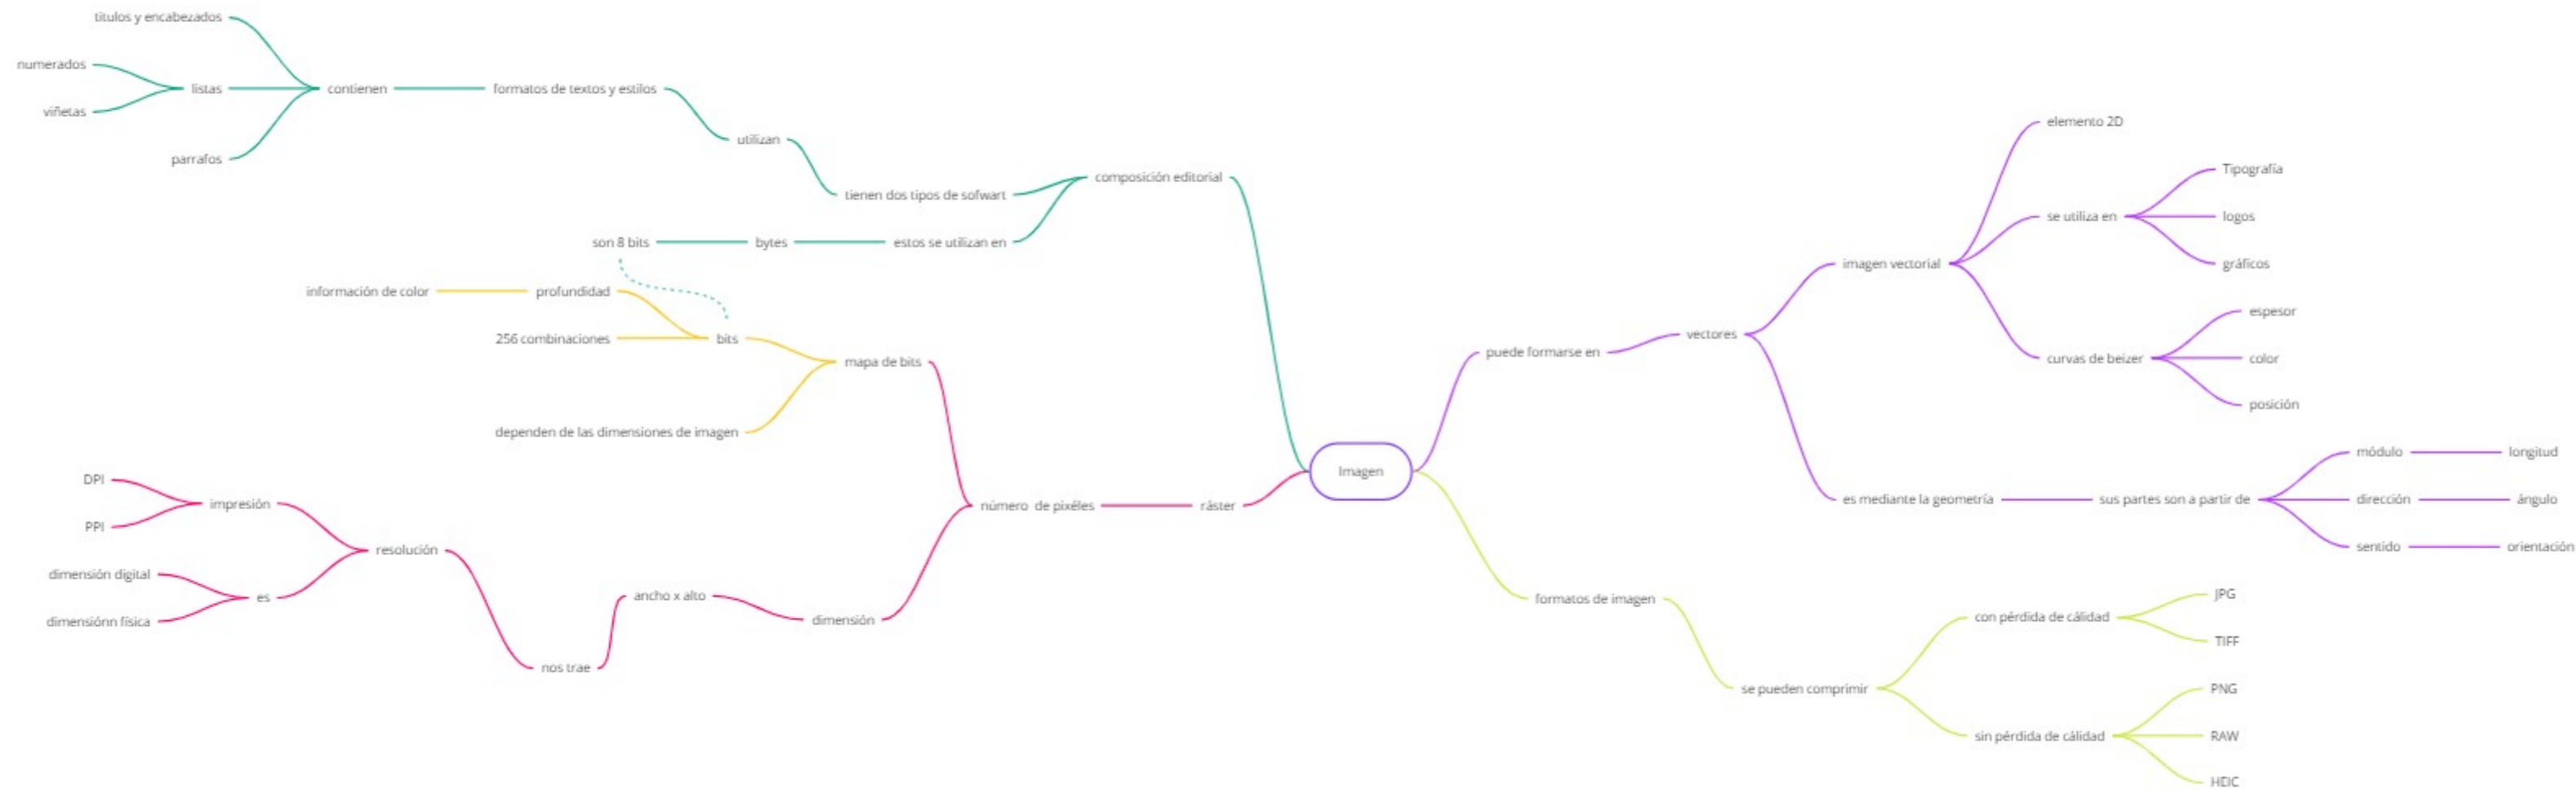 Imagen
composición editorial
tienen dos tipos de sofwart
utilizan
formatos de textos y estilos
contienen
titulos y encabezados
listas
numerados
viñetas
parrafos
estos se utilizan en
bytes
son 8 bits
ráster
número de pixéles
mapa de bits
bits
profundidad
información de color
256 combinaciones
dependen de las dimensiones de imagen
dimensión
ancho x alto
nos trae
resolución
impresión
DPI
PPI
es
dimensión digital
dimensiónn física
puede formarse en
vectores
imagen vectorial
elemento 2D
se utiliza en
Tipografía
logos
gráficos
curvas de beizer
espesor
color
posición
es mediante la geometría
sus partes son a partir de
módulo
longitud
dirección
ángulo
sentido
orientación
formatos de imagen
se pueden comprimir
con pérdida de cálidad
JPG
TIFF
sin pérdida de cálidad
PNG
RAW
HEIC